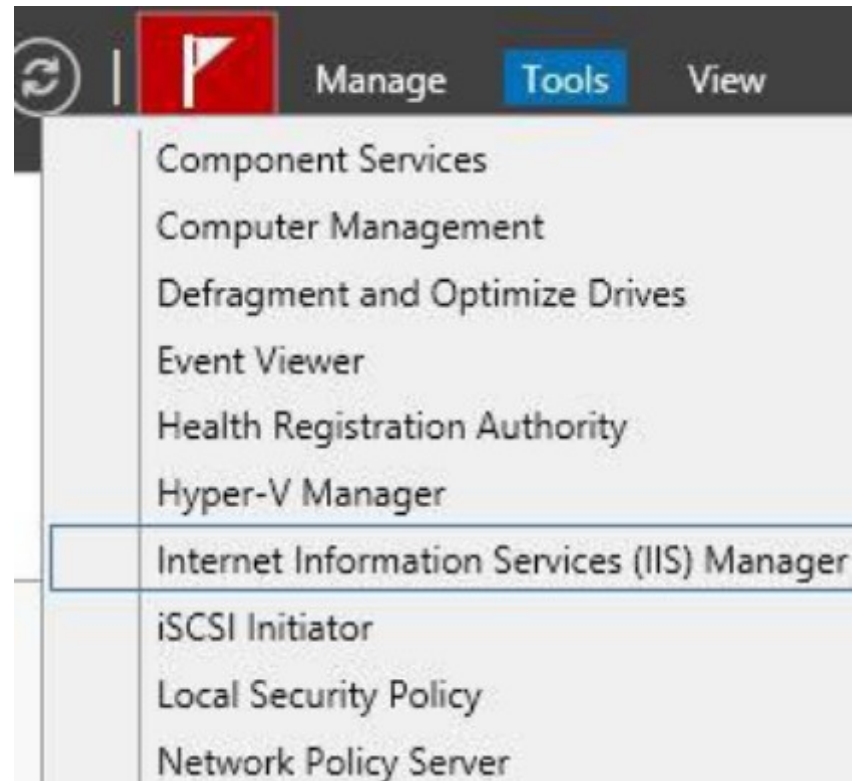 Manage Tools View
Component Services
Computer Management
Defragment and Optimize Drives
Event Viewer
Health Registration Authority
Hyper-V Manager
Internet Information Services (IIS) Manager
iSCSI Initiator
Local Security Policy
Network Policy Server